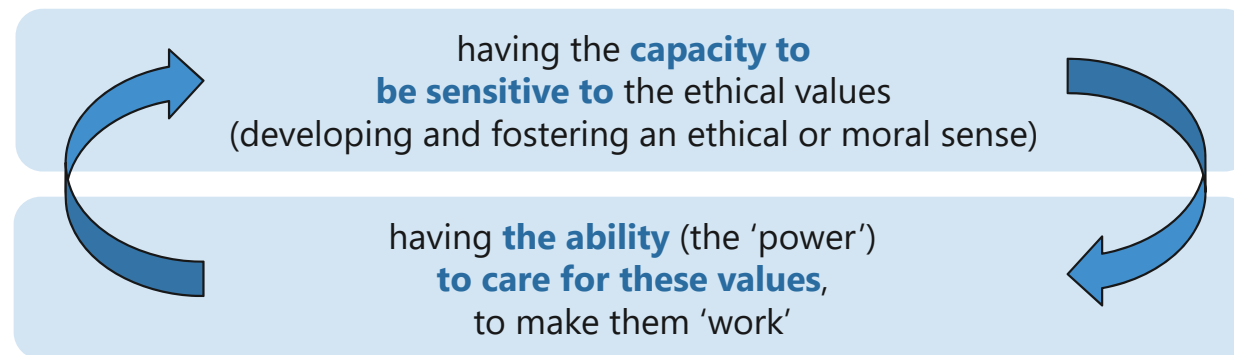 having the capacity to
be sensitive to the ethical values
(developing and fostering an ethical or moral sense)
having the ability (the ‘power’)
to care for these values,
to make them ‘work’